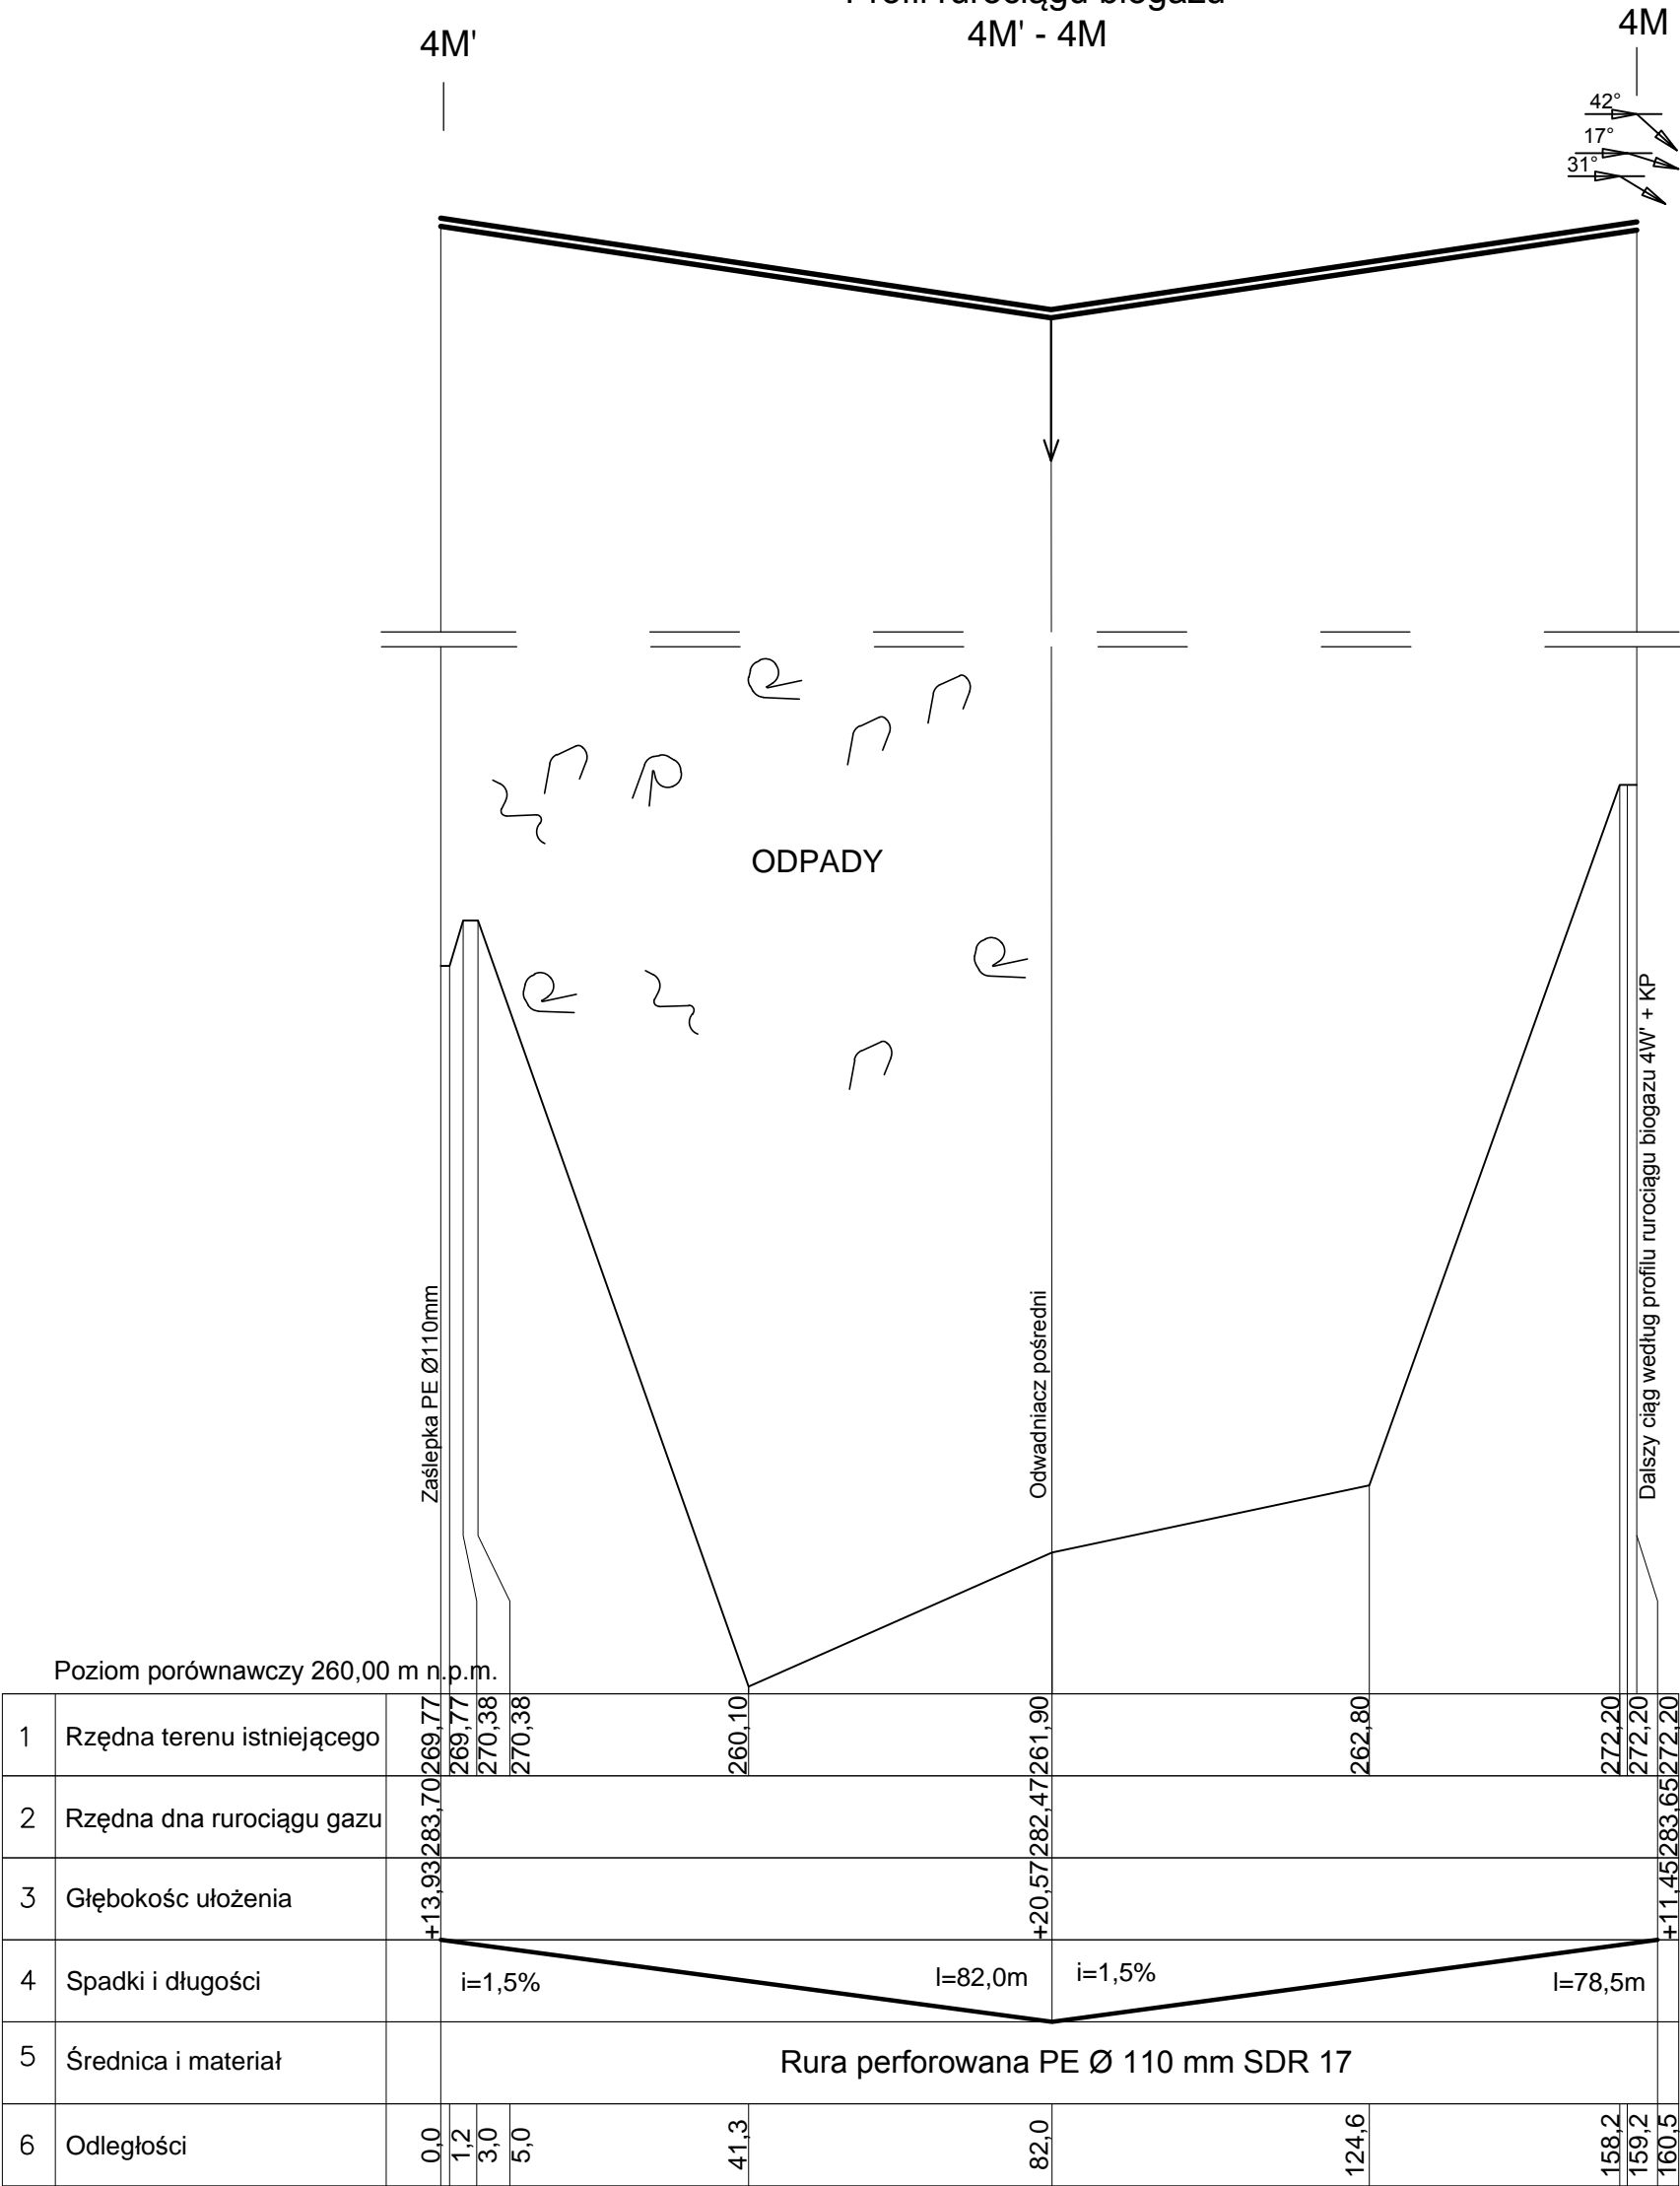 Profil rurociągu biogazu
4M' - 4M
4M'
4M
42°
17°
31°
ODPADY
Zaślepka PE Ø110mm
Odwadniacz pośredni
Dalszy ciąg według profilu rurociągu biogazu 4W' + KP
Poziom porównawczy 260,00 m n.p.m.
1 Rzędna terenu istniejącego 269,77 269,77 270,38 270,38 260,10 261,90 262,80 272,20 272,20 272,20
2 Rzędna dna rurociągu gazu 283,70 282,47 283,65
3 Głębokośc ułożenia +13,93 +20,57 +11,45
4 Spadki i długości i=1,5% l=82,0m i=1,5% l=78,5m
5 Średnica i materiał Rura perforowana PE Ø 110 mm SDR 17
6 Odległości 0,0 1,2 3,0 5,0 41,3 82,0 124,6 158,2 159,2 160,5